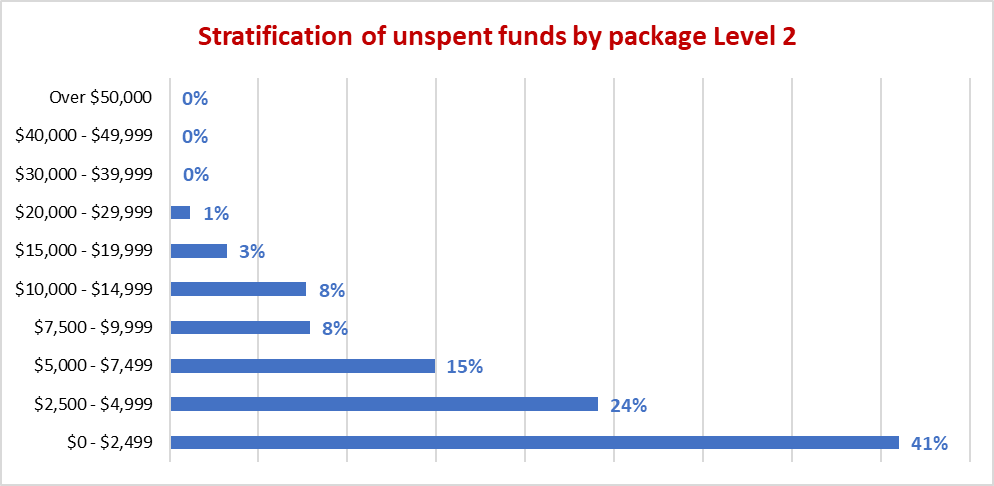 Stratification of unspent funds by package Level 2
Over $50,000 0%
$40,000 - $49,999 0%
$30,000 - $39,999 0%
$20,000 - $29,999 1%
$15,000 - $19,999 3%
$10,000 - $14,999 8%
$7,500 - $9,999 8%
$5,000 - $7,499 15%
$2,500 - $4,999 24%
$0 - $2,499 41%